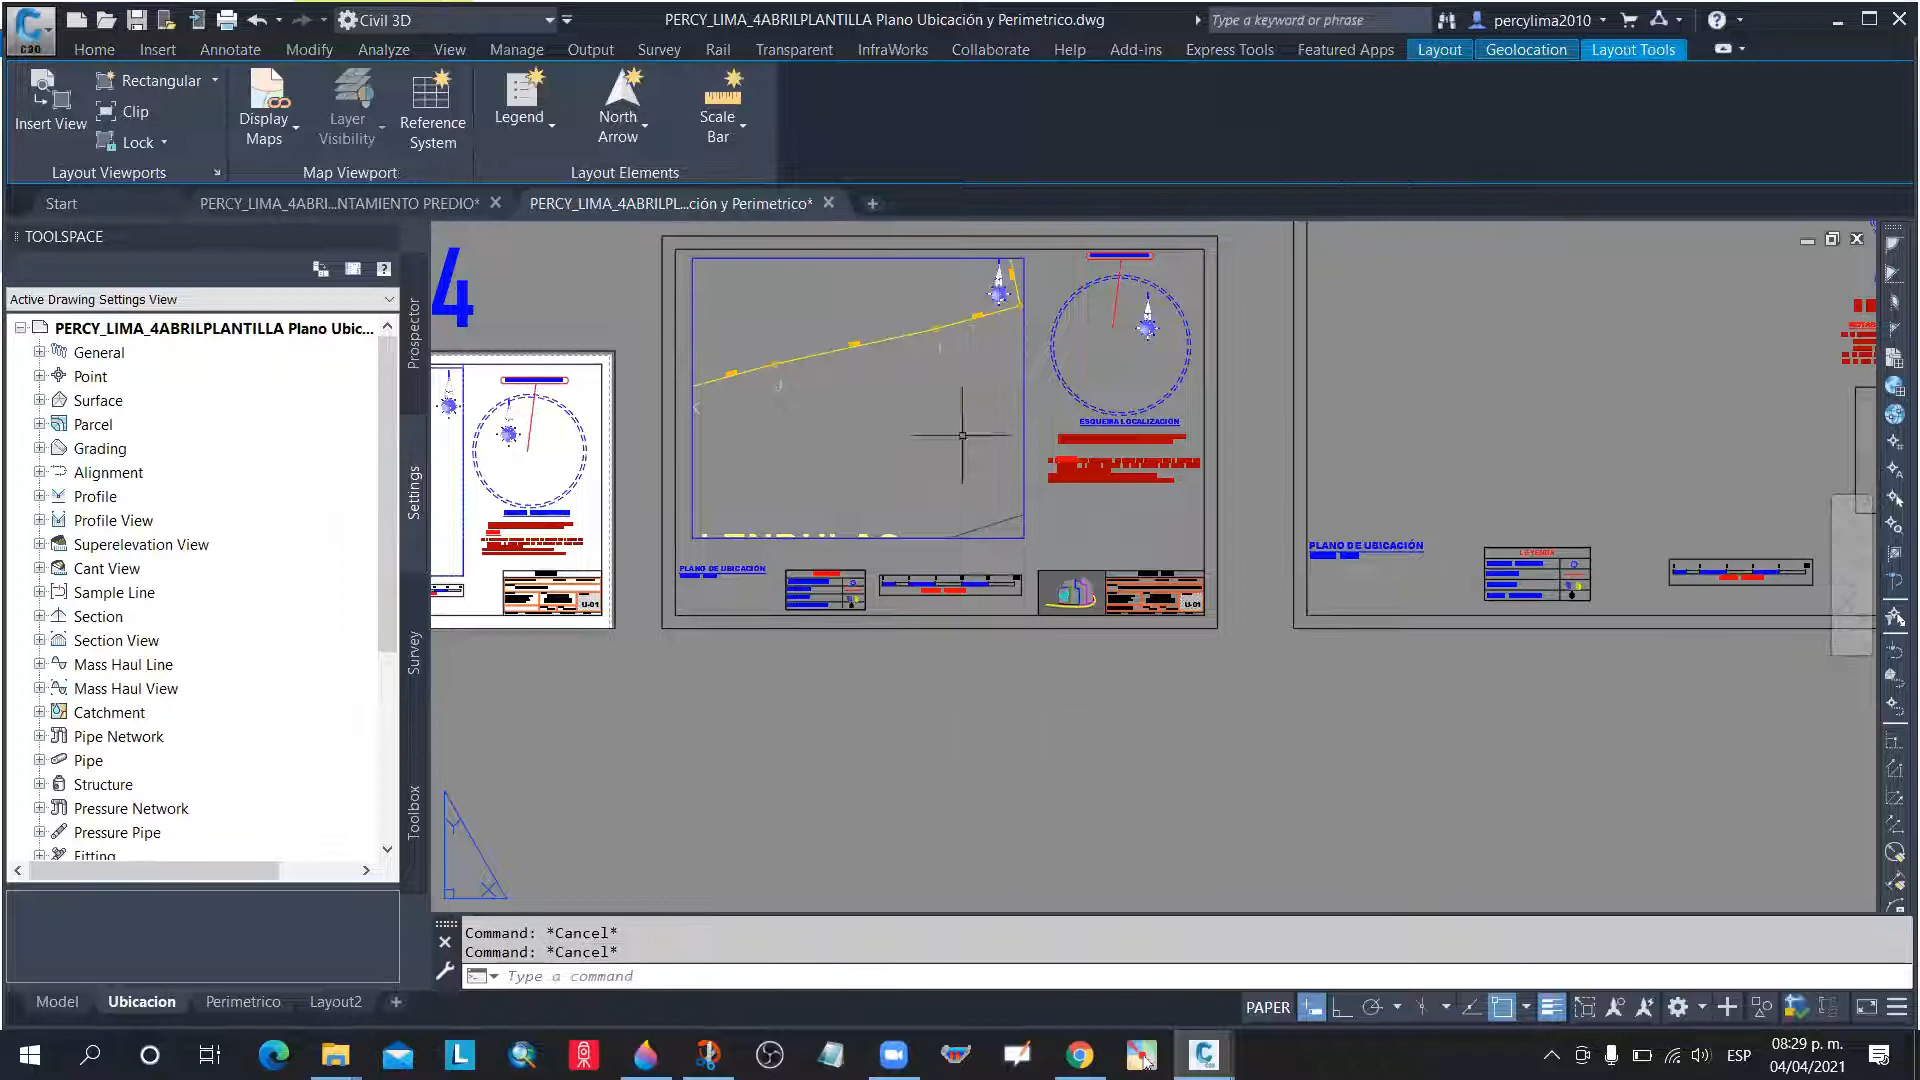 C3D
Civil 3D
PERCY_LIMA_4ABRILPLANTILLA Plano Ubicación y Perimetrico.dwg
Type a keyword or phrase
percylima2010
Home Insert Annotate Modify Analyze View Manage Output Survey Rail Transparent InfraWorks Collaborate Help Add-ins Express Tools Featured Apps Layout Geolocation Layout Tools
Insert View
Rectangular
Clip
Lock
Layout Viewports
Display Maps
Layer Visibility
Reference System
Map Viewport
Legend
North Arrow
Scale Bar
Layout Elements
Start
PERCY_LIMA_4ABRI...NTAMIENTO PREDIO*
PERCY_LIMA_4ABRILPL...ción y Perimetrico*
TOOLSPACE
Active Drawing Settings View
PERCY_LIMA_4ABRILPLANTILLA Plano Ubic...
General
Point
Surface
Parcel
Grading
Alignment
Profile
Profile View
Superelevation View
Cant View
Sample Line
Section
Section View
Mass Haul Line
Mass Haul View
Catchment
Pipe Network
Pipe
Structure
Pressure Network
Pressure Pipe
Fitting
Prospector
Settings
Survey
Toolbox
4
U-01
ESQUEMA LOCALIZACIÓN
PLANO DE UBICACIÓN
U-01
PLANO DE UBICACIÓN
LEYENDA
Y
X
Command: *Cancel*
Command: *Cancel*
Type a command
Model Ubicacion Perimetrico Layout2
PAPER
ESP
08:29 p. m.
04/04/2021